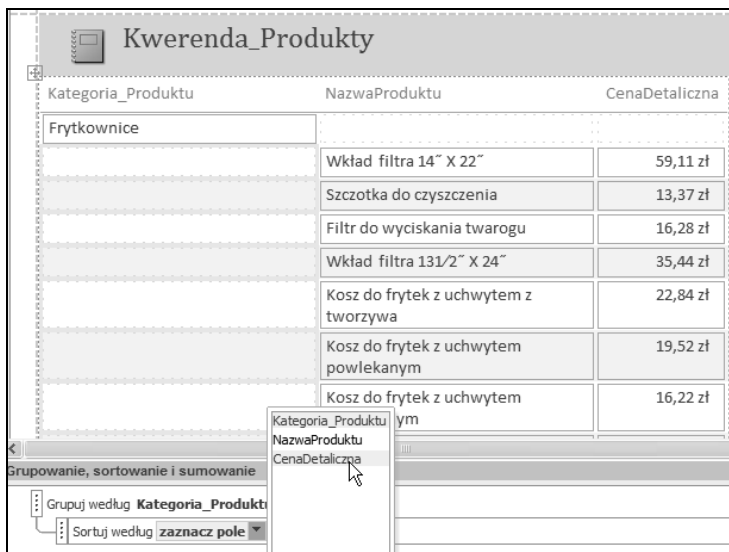 Kwerenda_Produkty
Kategoria_Produktu NazwaProduktu CenaDetaliczna
Frytkownice
Wkład filtra 14˝ X 22˝ 59,11 zł
Szczotka do czyszczenia 13,37 zł
Filtr do wyciskania twarogu 16,28 zł
Wkład filtra 131⁄2˝ X 24˝ 35,44 zł
Kosz do frytek z uchwytem z 22,84 zł
tworzywa
Kosz do frytek z uchwytem 19,52 zł
powlekanym
Kosz do frytek z uchwytem 16,22 zł
ym
Kategoria_Produktu
NazwaProduktu
CenaDetaliczna
Grupowanie, sortowanie i sumowanie
Grupuj według Kategoria_Produktu
Sortuj według zaznacz pole